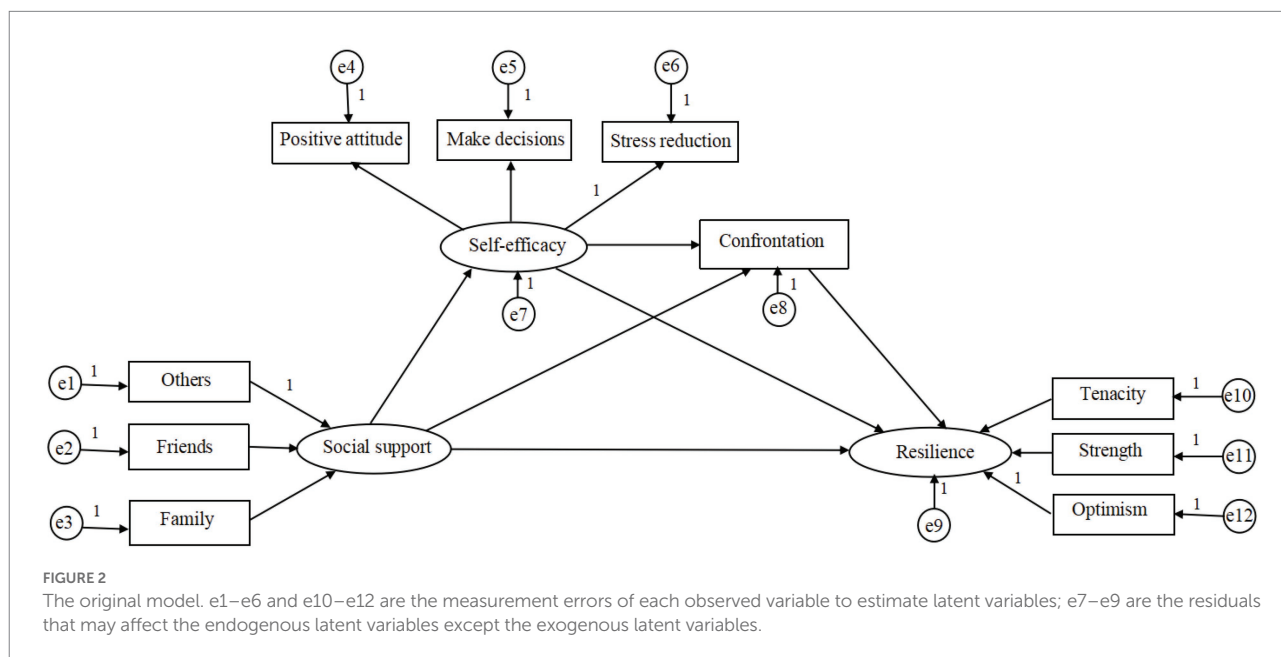 e4
e5
e6
1
1
1
Positive attitude
Make decisions
Stress reduction
1
Self-efficacy
Confrontation
1
e7
1
e8
e1
1
Others
1
e2
1
Friends
Social support
e3
1
Family
Resilience
Tenacity
1
e10
Strength
1
e11
1
Optimism
1
e12
1
e9
FIGURE 2
The original model. e1–e6 and e10–e12 are the measurement errors of each observed variable to estimate latent variables; e7–e9 are the residuals
that may affect the endogenous latent variables except the exogenous latent variables.